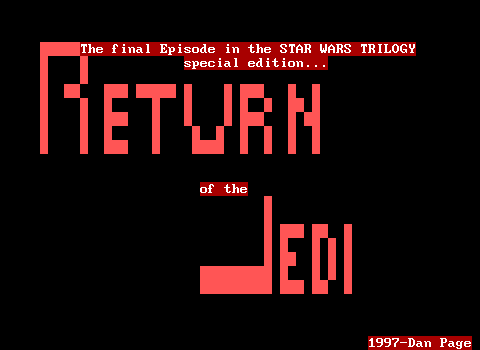 The final Episode in the STAR WARS TRILOGY
special edition...
RETURN
of the
JEDI
1997-Dan Page